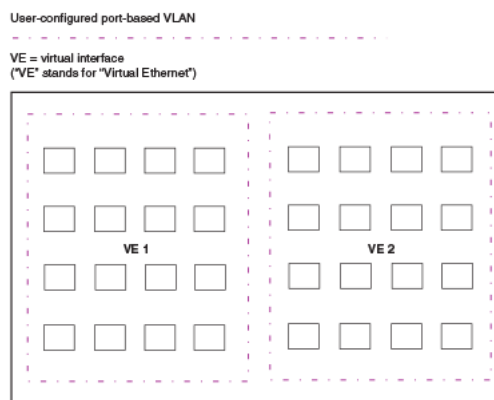 User-configured port-based VLAN
VE = virtual interface
("VE" stands for "Virtual Ethernet")
VE 1
VE 2